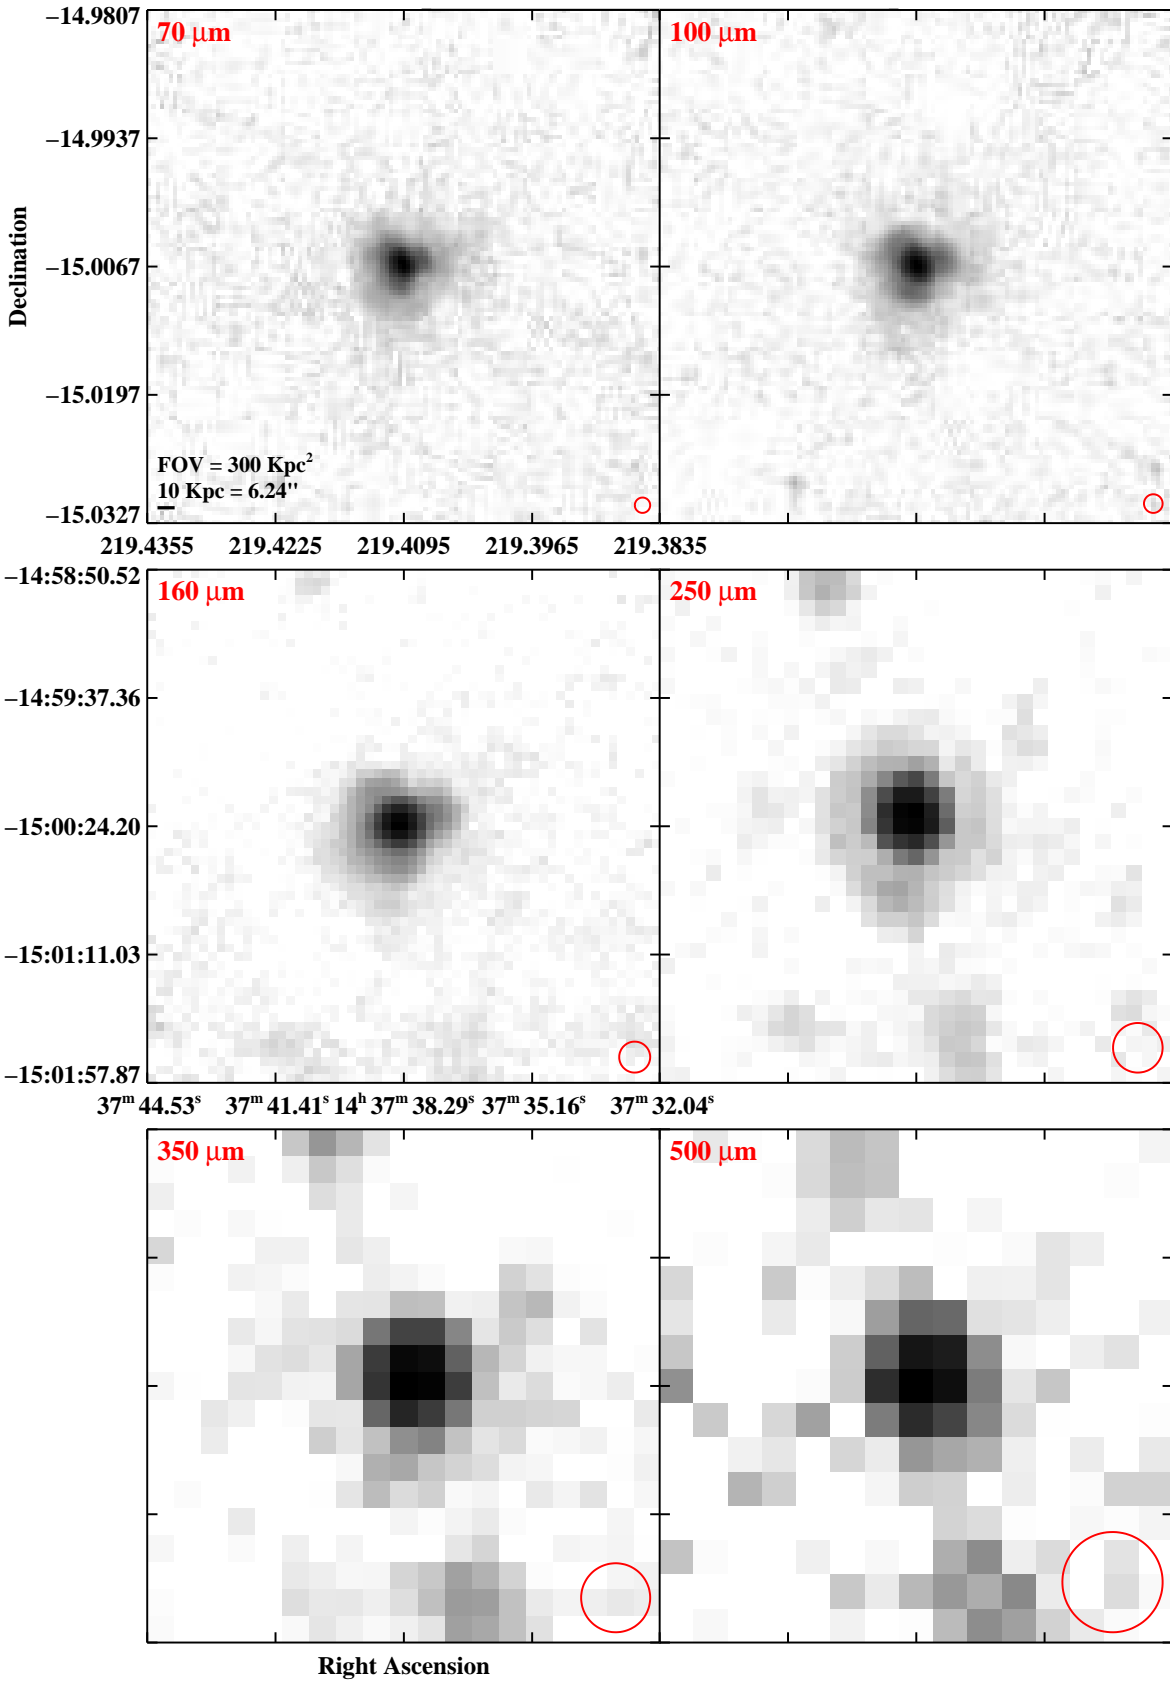 −14.9807
70 μm
100 μm
−14.9937
Declination
−15.0067
−15.0197
FOV = 300 Kpc²
10 Kpc = 6.24"
−15.0327
219.4355 219.4225 219.4095 219.3965 219.3835
−14:58:50.52
160 μm
250 μm
−14:59:37.36
−15:00:24.20
−15:01:11.03
−15:01:57.87
37ᵐ 44.53ˢ 37ᵐ 41.41ˢ 14ʰ 37ᵐ 38.29ˢ 37ᵐ 35.16ˢ 37ᵐ 32.04ˢ
350 μm
500 μm
Right Ascension